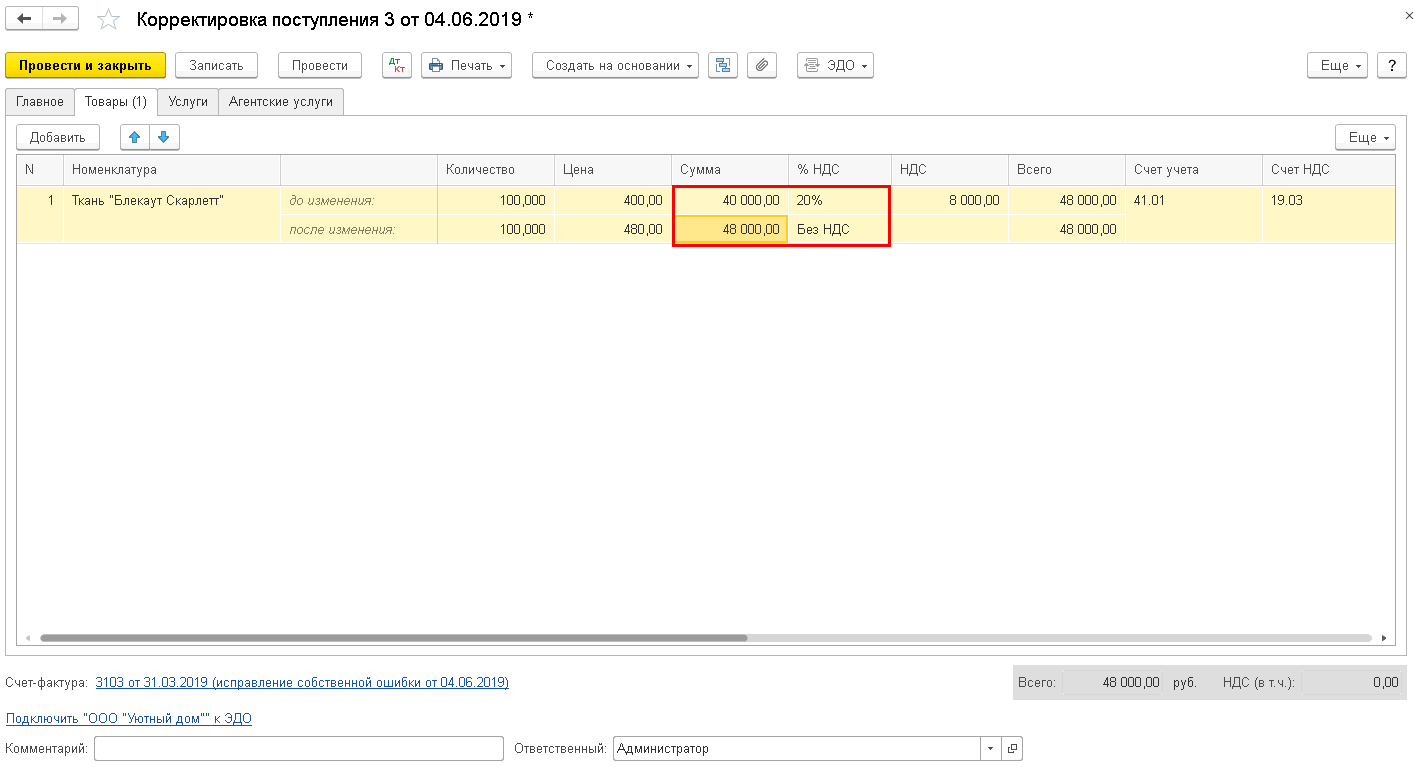 Корректировка поступления 3 от 04.06.2019 *
Провести и закрыть Записать Провести Дт Кт Печать Создать на основании ЭДО Еще ?
Главное Товары (1) Услуги Агентские услуги
Добавить Еще
N Номенклатура Количество Цена Сумма % НДС НДС Всего Счет учета Счет НДС
1 Ткань "Блекаут Скарлетт" до изменения: 100,000 400,00 40 000,00 20% 8 000,00 48 000,00 41.01 19.03
после изменения: 100,000 480,00 48 000,00 Без НДС 48 000,00
Счет-фактура: 3103 от 31.03.2019 (исправление собственной ошибки от 04.06.2019) Всего: 48 000,00 руб. НДС (в т.ч.): 0,00
Подключить "ООО "Уютный дом"" к ЭДО
Комментарий: Ответственный: Администратор